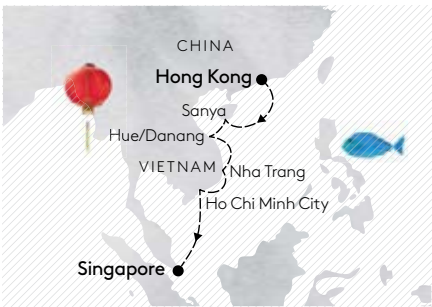 CHINA
Hong Kong
Sanya
Hue/Danang
VIETNAM
Nha Trang
Ho Chi Minh City
Singapore